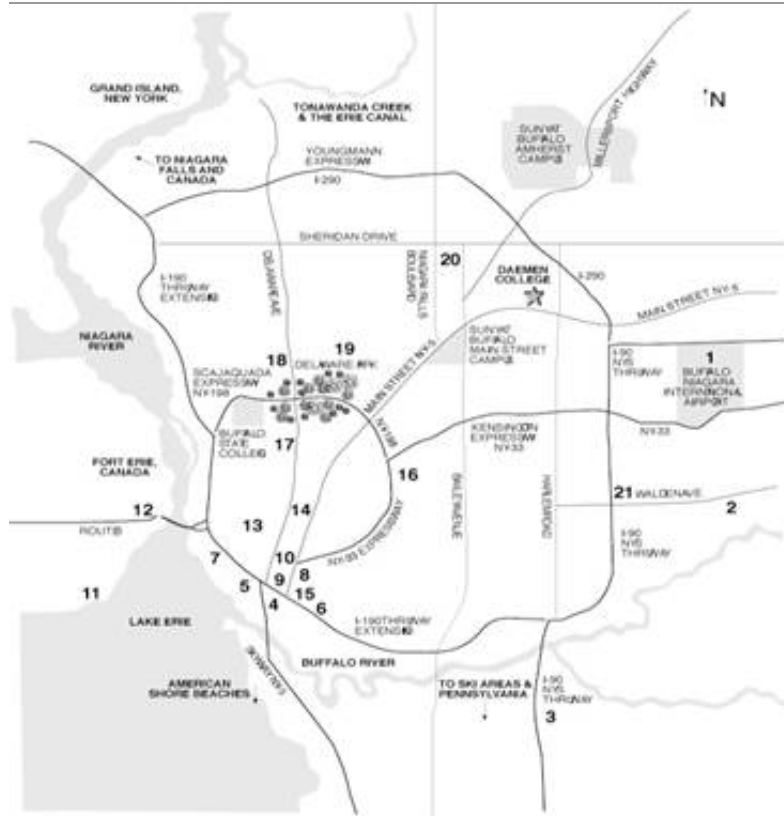 GRAND ISLAND,
NEW YORK
TONAWANDA CREEK
& THE ERIE CANAL
N
MILLERSPORT HIGHWAY
SUNY AT
BUFFALO
AMHERST
CAMPUS
TO NIAGARA
FALLS AND
CANADA
YOUNGMANN
EXPRESSWY
I-290
SHERIDAN DRIVE
DELAWARE AVE
NIAGARA FALLS
BOULEVARD
20
DAEMEN
COLLEGE
I-290
I-190
THRUWAY
EXTENSION
MAIN STREET NY-5
NIAGARA
RIVER
18
19
DELAWARE PRK
SUNY AT
BUFFALO
MAIN STREET
CAMPUS
I-90
NYS
THRUWAY
1
BUFFALO
NIAGARA
INTERNATIONAL
AIRPORT
SCAJAQUADA
EXPRESSWY
NY-198
MAIN STREET NY-5
NY-198
BUFFALO
STATE
COLLEGE
17
KENSINGTON
EXPRESSWY
NY-33
NY-33
FORT ERIE,
CANADA
16
BAILEY AVENUE
HARLEM ROAD
21
WALDEN AVE
2
12
ROUTE 3
13
14
NY-33 EXPRESSWAY
I-90
NYS
THRUWAY
7
10
8
5
9
4
15
6
11
LAKE ERIE
I-190 THRUWAY
EXTENSION
BUFFALO RIVER
AMERICAN
SHORE BEACHES
TO SKI AREAS &
PENNSYLVANIA
I-90
NYS
THRUWAY
3